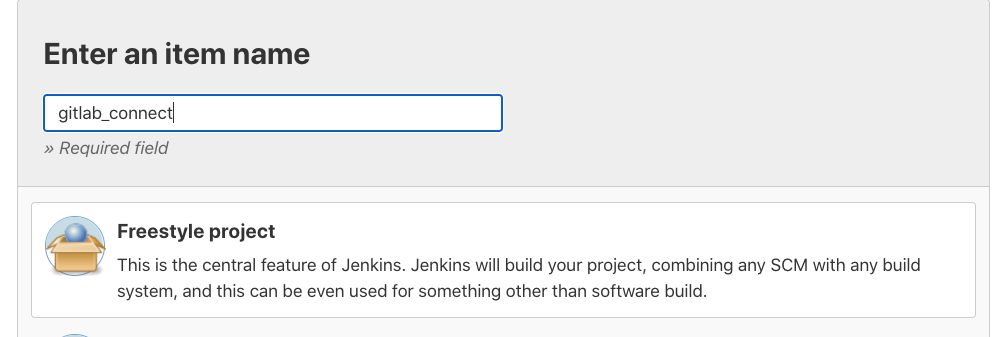 Enter an item name
gitlab_connect
» Required field
Freestyle project
This is the central feature of Jenkins. Jenkins will build your project, combining any SCM with any build
system, and this can be even used for something other than software build.